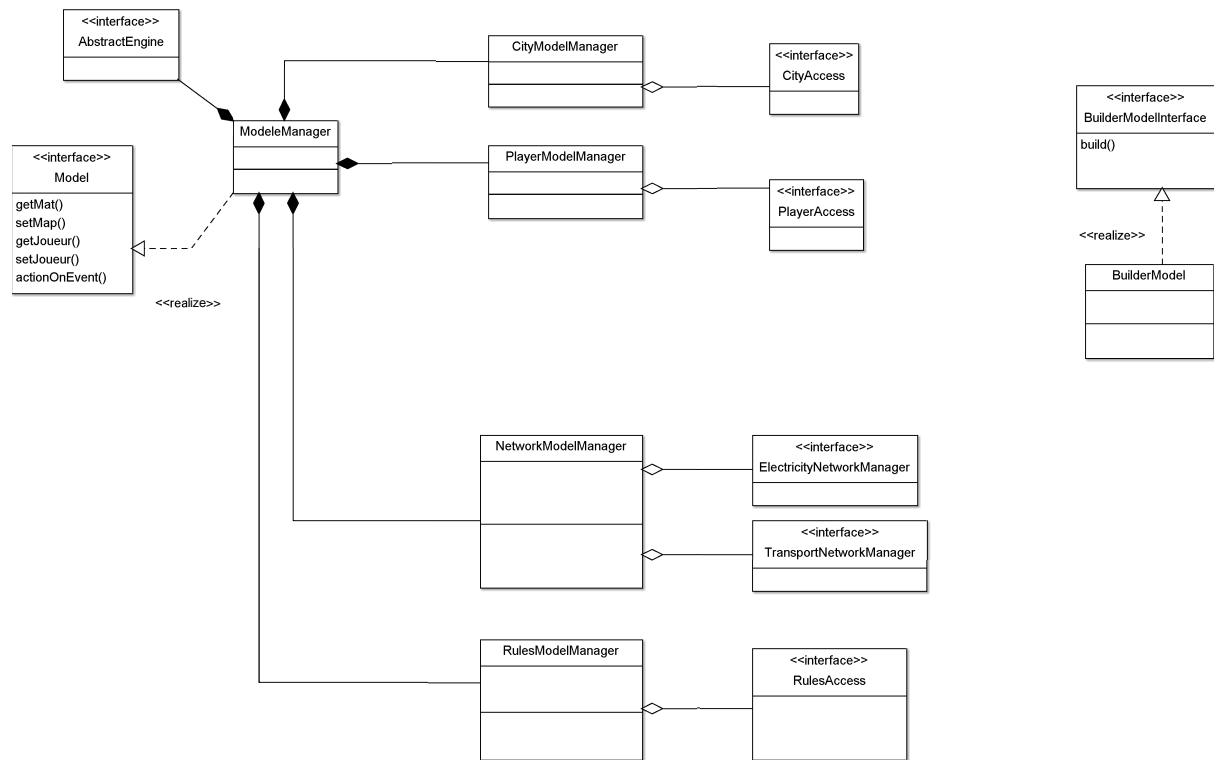 <<interface>>
AbstractEngine
<<interface>>
Model
getMat()
setMap()
getJoueur()
setJoueur()
actionOnEvent()
<<realize>>
ModeleManager
CityModelManager
<<interface>>
CityAccess
PlayerModelManager
<<interface>>
PlayerAccess
<<interface>>
BuilderModelInterface
build()
<<realize>>
BuilderModel
NetworkModelManager
<<interface>>
ElectricityNetworkManager
<<interface>>
TransportNetworkManager
RulesModelManager
<<interface>>
RulesAccess